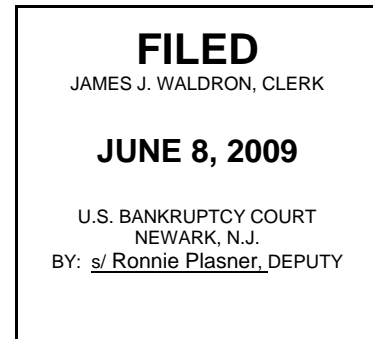 FILED
JAMES J. WALDRON, CLERK
JUNE 8, 2009
U.S. BANKRUPTCY COURT
NEWARK, N.J.
BY: s/ Ronnie Plasner, DEPUTY